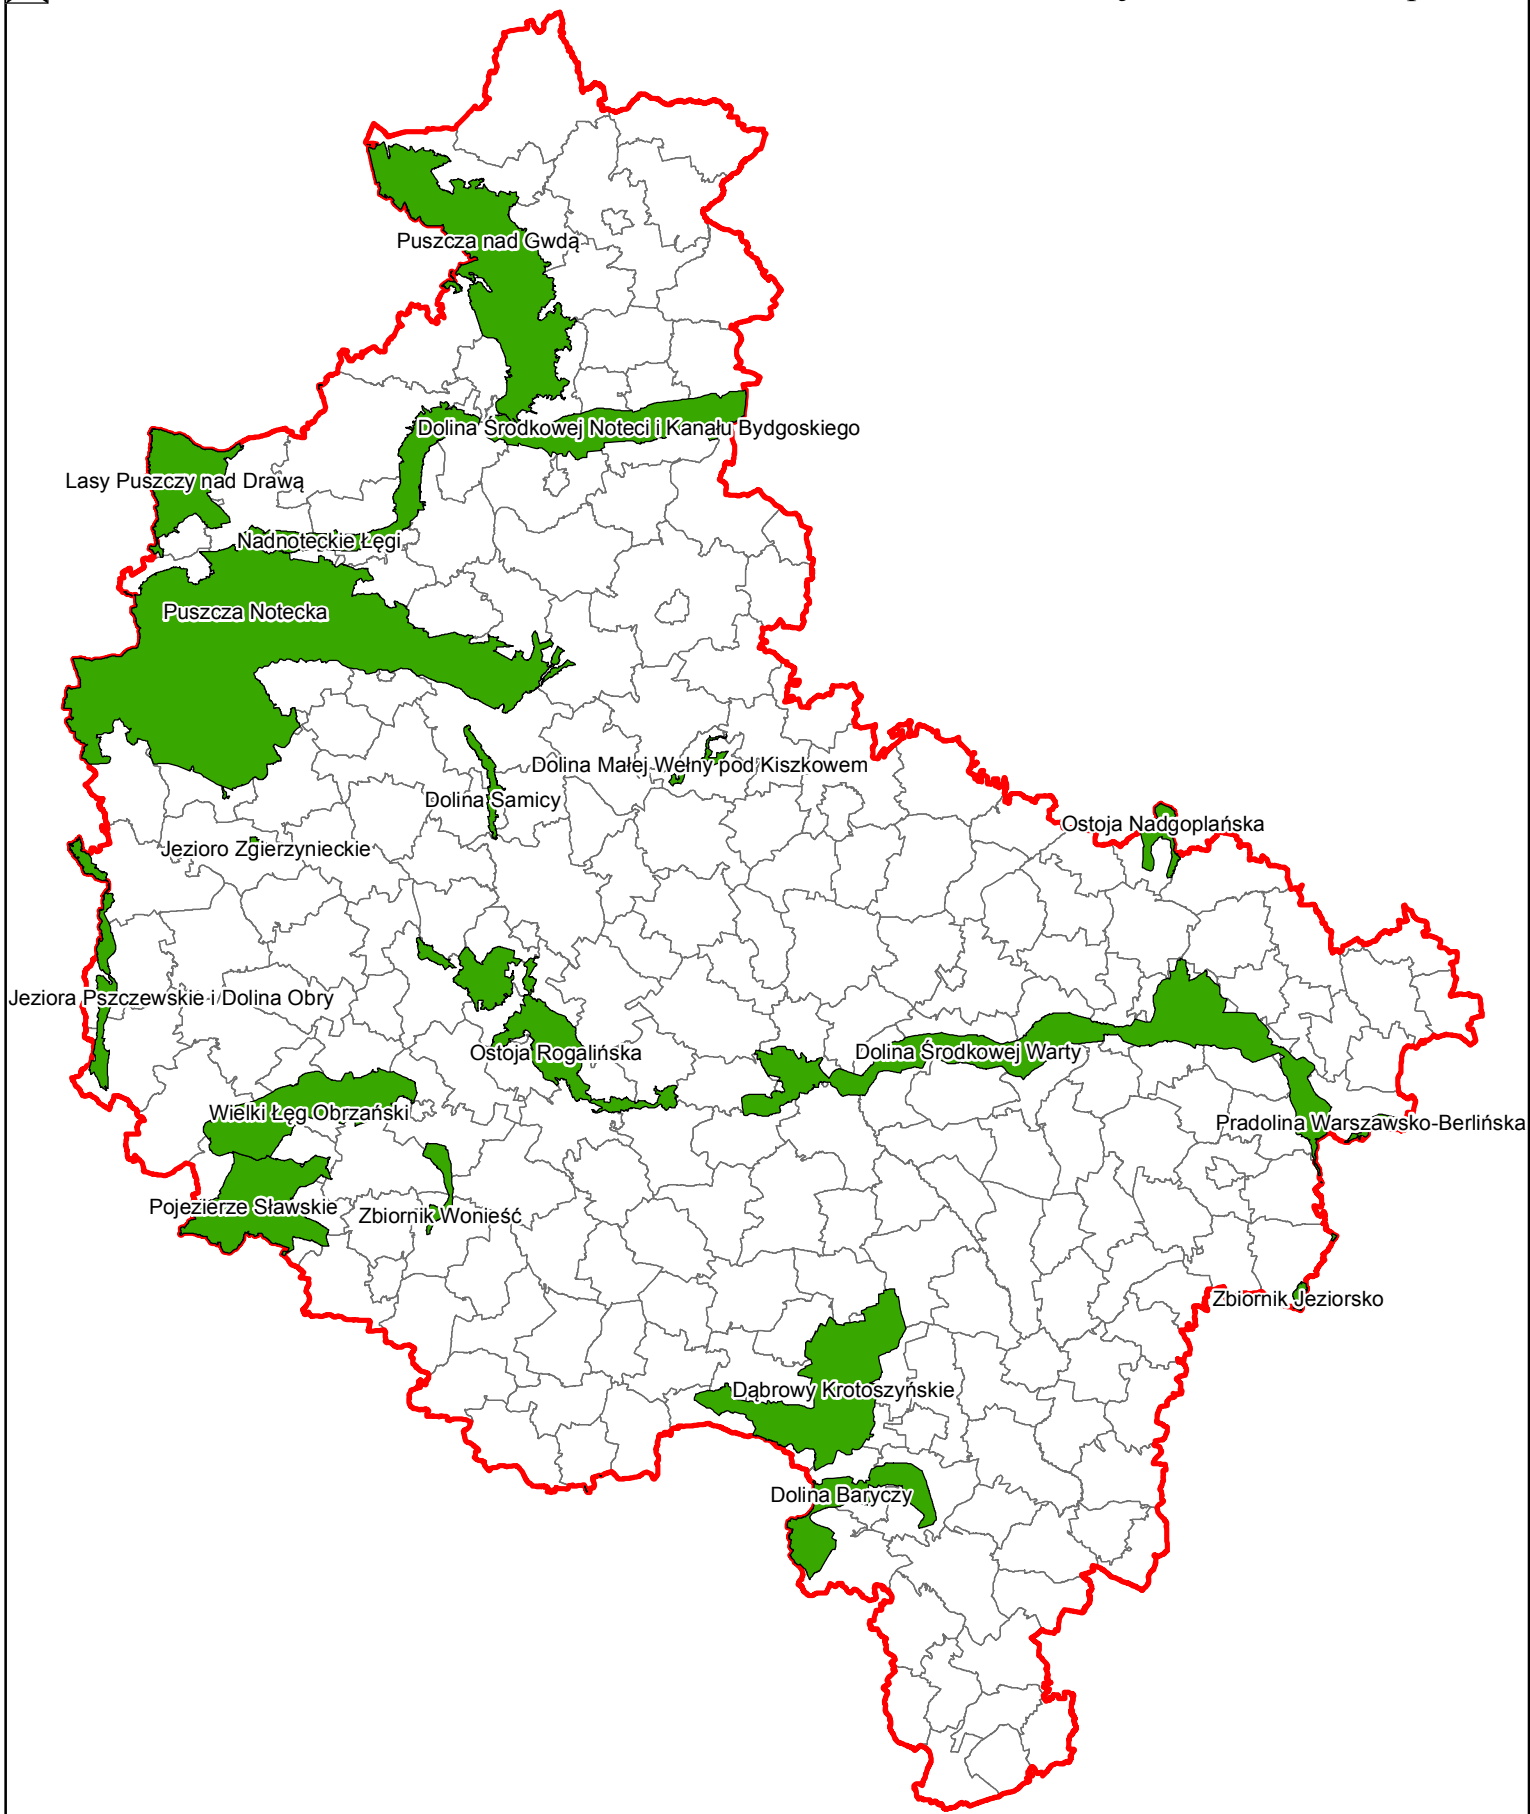 Puszcza nad Gwdą
Dolina Środkowej Noteci i Kanału Bydgoskiego
Lasy Puszczy nad Drawą
Nadnoteckie Łęgi
Puszcza Notecka
Dolina Małej Wełny pod Kiszkowem
Dolina Samicy
Ostoja Nadgoplańska
Jezioro Zgierzynieckie
Jeziora Pszczewskie i Dolina Obry
Ostoja Rogalińska
Dolina Środkowej Warty
Wielki Łęg Obrzański
Pradolina Warszawsko-Berlińska
Pojezierze Sławskie
Zbiornik Wonieść
Zbiornik Jeziorsko
Dąbrowy Krotoszyńskie
Dolina Baryczy